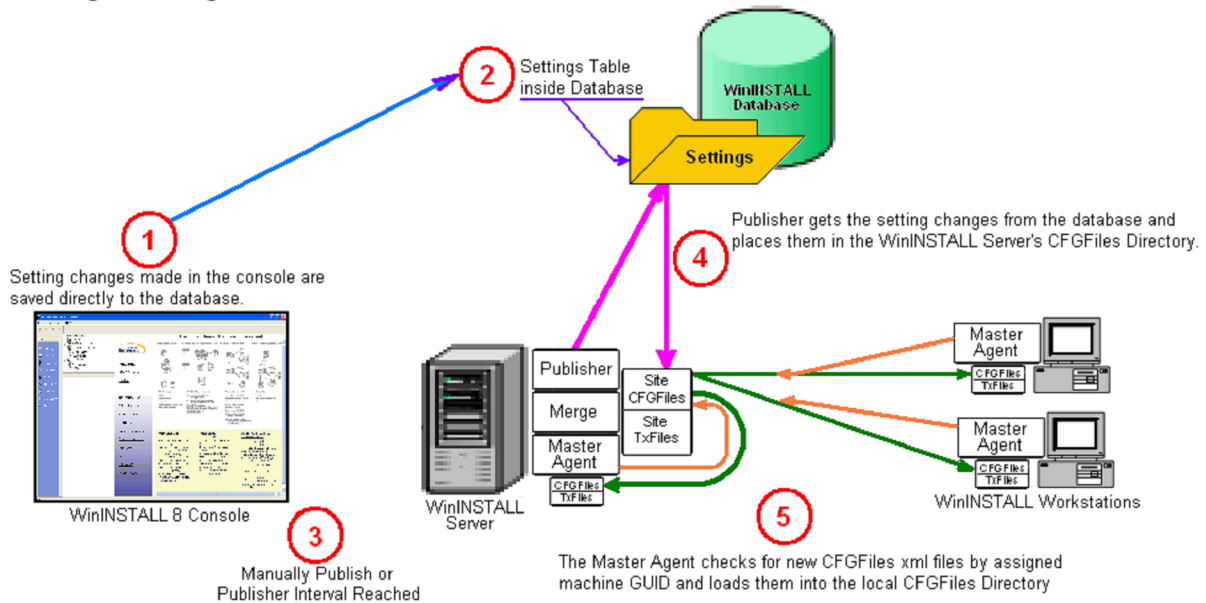 1
Setting changes made in the console are
saved directly to the database.
WinINSTALL 8 Console
2
Settings Table
inside Database
WinINSTALL
Database
Settings
3
Manually Publish or
Publisher Interval Reached
4
Publisher gets the setting changes from the database and
places them in the WinINSTALL Server's CFGFiles Directory.
Publisher
Merge
Master
Agent
CFGFiles
TxFiles
Site
CFGFiles
Site
TxFiles
WinINSTALL
Server
Master
Agent
CFGFiles
TxFiles
Master
Agent
CFGFiles
TxFiles
WinINSTALL Workstations
5
The Master Agent checks for new CFGFiles xml files by assigned
machine GUID and loads them into the local CFGFiles Directory